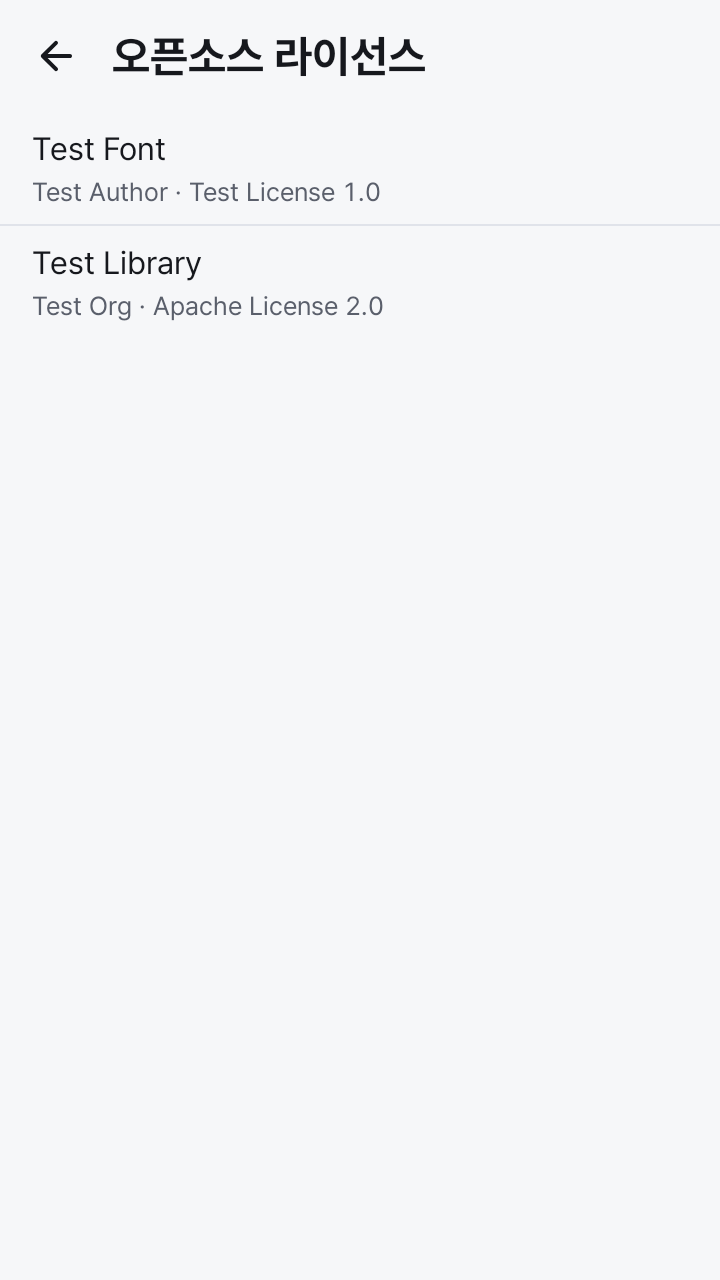 오픈소스 라이선스
Test Font
Test Author · Test License 1.0
Test Library
Test Org · Apache License 2.0